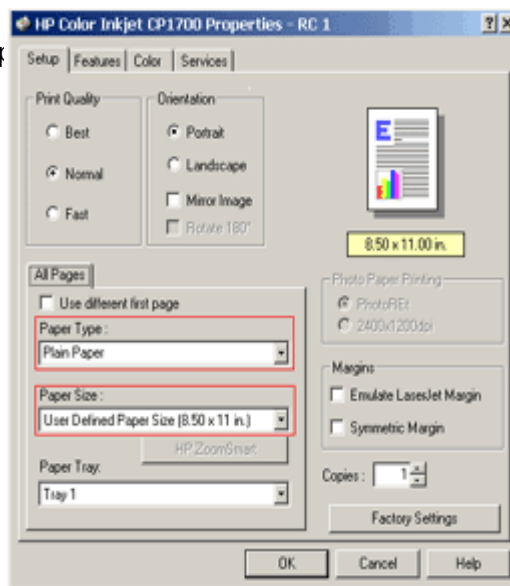 HP Color Inkjet CP1700 Properties - RC 1
Setup Features Color Services
Print Quality
Best
Normal
Fast
Orientation
Portrait
Landscape
Mirror Image
Rotate 180°
E
8.50 x 11.00 in.
All Pages
Use different first page
Paper Type :
Plain Paper
Paper Size :
User Defined Paper Size (8.50 x 11 in.)
HP ZoomSmart
Paper Tray:
Tray 1
Photo Paper Printing
PhotoREt
2400x1200dpi
Margins
Emulate LaserJet Margin
Symmetric Margin
Copies : 1
Factory Settings
OK Cancel Help